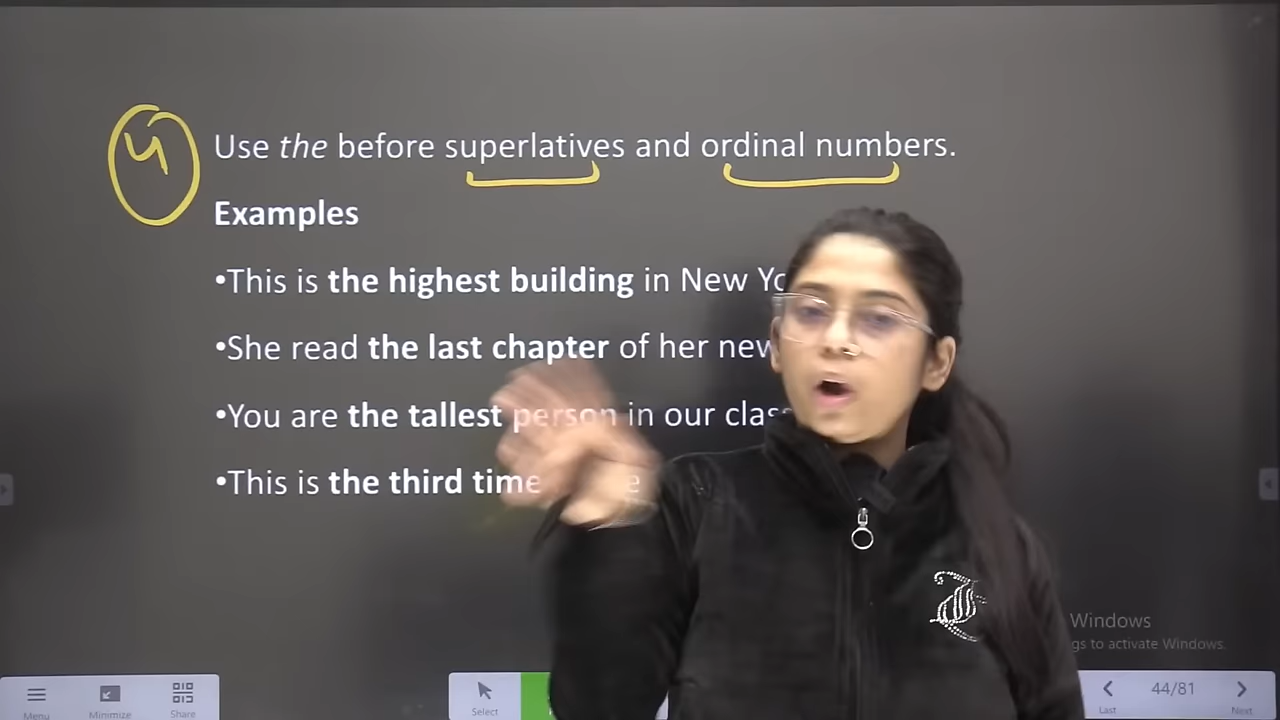 4
Use the before superlatives and ordinal numbers.
Examples
•This is the highest building in New Yo
•She read the last chapter of her new
•You are the tallest person in our clas
•This is the third time
Windows
gs to activate Windows.
Menu
Minimize
Share
Select
Last
44/81
Next